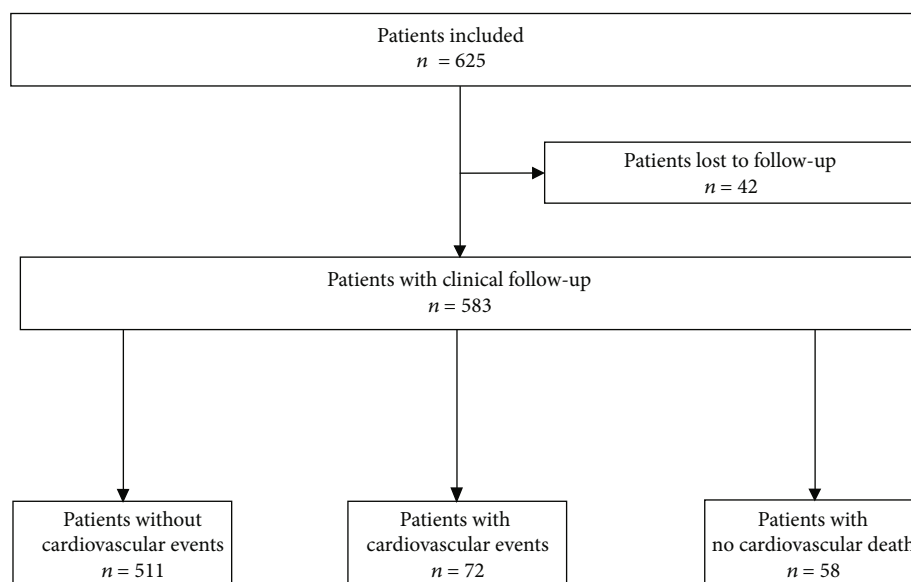 Patients included
n = 625
Patients lost to follow-up
n = 42
Patients with clinical follow-up
n = 583
Patients without
cardiovascular events
n = 511
Patients with
cardiovascular events
n = 72
Patients with
no cardiovascular death
n = 58